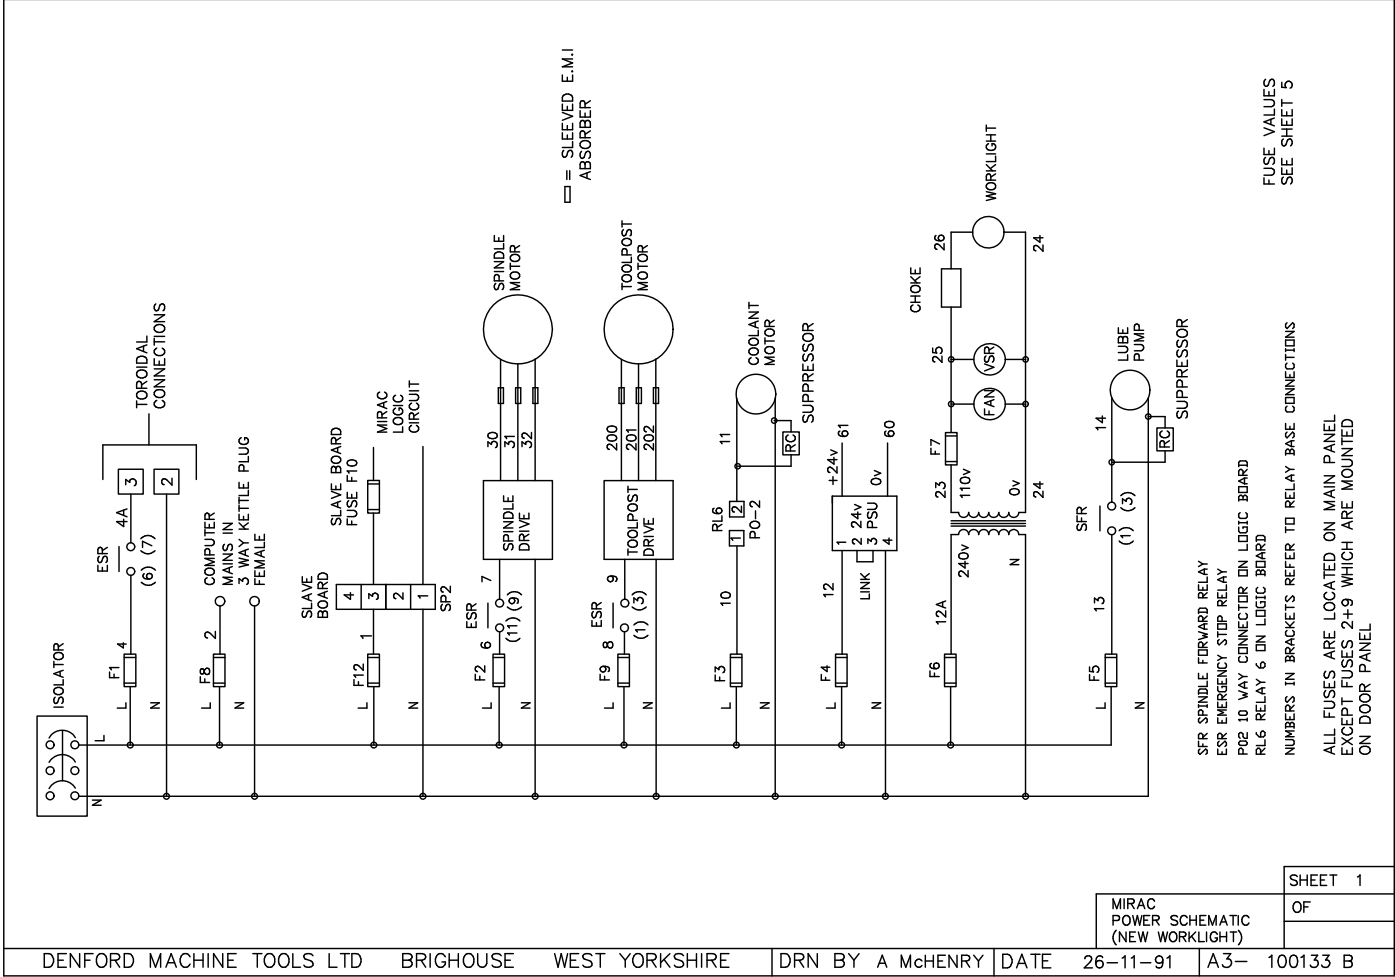 ISOLATOR
L
N
TOROIDAL
CONNECTIONS
3
2
4A
ESR
(6) (7)
4
F1
L
N
COMPUTER
MAINS IN
3 WAY KETTLE PLUG
FEMALE
2
F8
L
N
MIRAC
LOGIC
CIRCUIT
SLAVE BOARD
FUSE F10
SLAVE
BOARD
4
3
2
1
SP2
1
F12
L
N
SPINDLE
MOTOR
30
31
32
SPINDLE
DRIVE
7
ESR
(11) (9)
6
F2
L
N
TOOLPOST
MOTOR
200
201
202
TOOLPOST
DRIVE
9
ESR
(1) (3)
8
F9
L
N
▭ = SLEEVED E.M.I
ABSORBER
COOLANT
MOTOR
SUPPRESSOR
RC
11
RL6
1
2
PO-2
10
F3
L
N
61
60
+24v
0v
1
2 24v
3 PSU
4
LINK
12
F4
L
N
WORKLIGHT
26
24
CHOKE
25
VSR
FAN
F7
23
110v
0v
24
240v
N
12A
F6
LUBE
PUMP
SUPPRESSOR
RC
14
SFR
(1) (3)
13
F5
L
N
FUSE VALUES
SEE SHEET 5
SFR SPINDLE FORWARD RELAY
ESR EMERGENCY STOP RELAY
P02 10 WAY CONNECTOR ON LOGIC BOARD
RL6 RELAY 6 ON LOGIC BOARD
NUMBERS IN BRACKETS REFER TO RELAY BASE CONNECTIONS
ALL FUSES ARE LOCATED ON MAIN PANEL
EXCEPT FUSES 2+9 WHICH ARE MOUNTED
ON DOOR PANEL
SHEET 1
OF
MIRAC
POWER SCHEMATIC
(NEW WORKLIGHT)
DENFORD MACHINE TOOLS LTD BRIGHOUSE WEST YORKSHIRE DRN BY A McHENRY DATE 26-11-91 A3- 100133 B